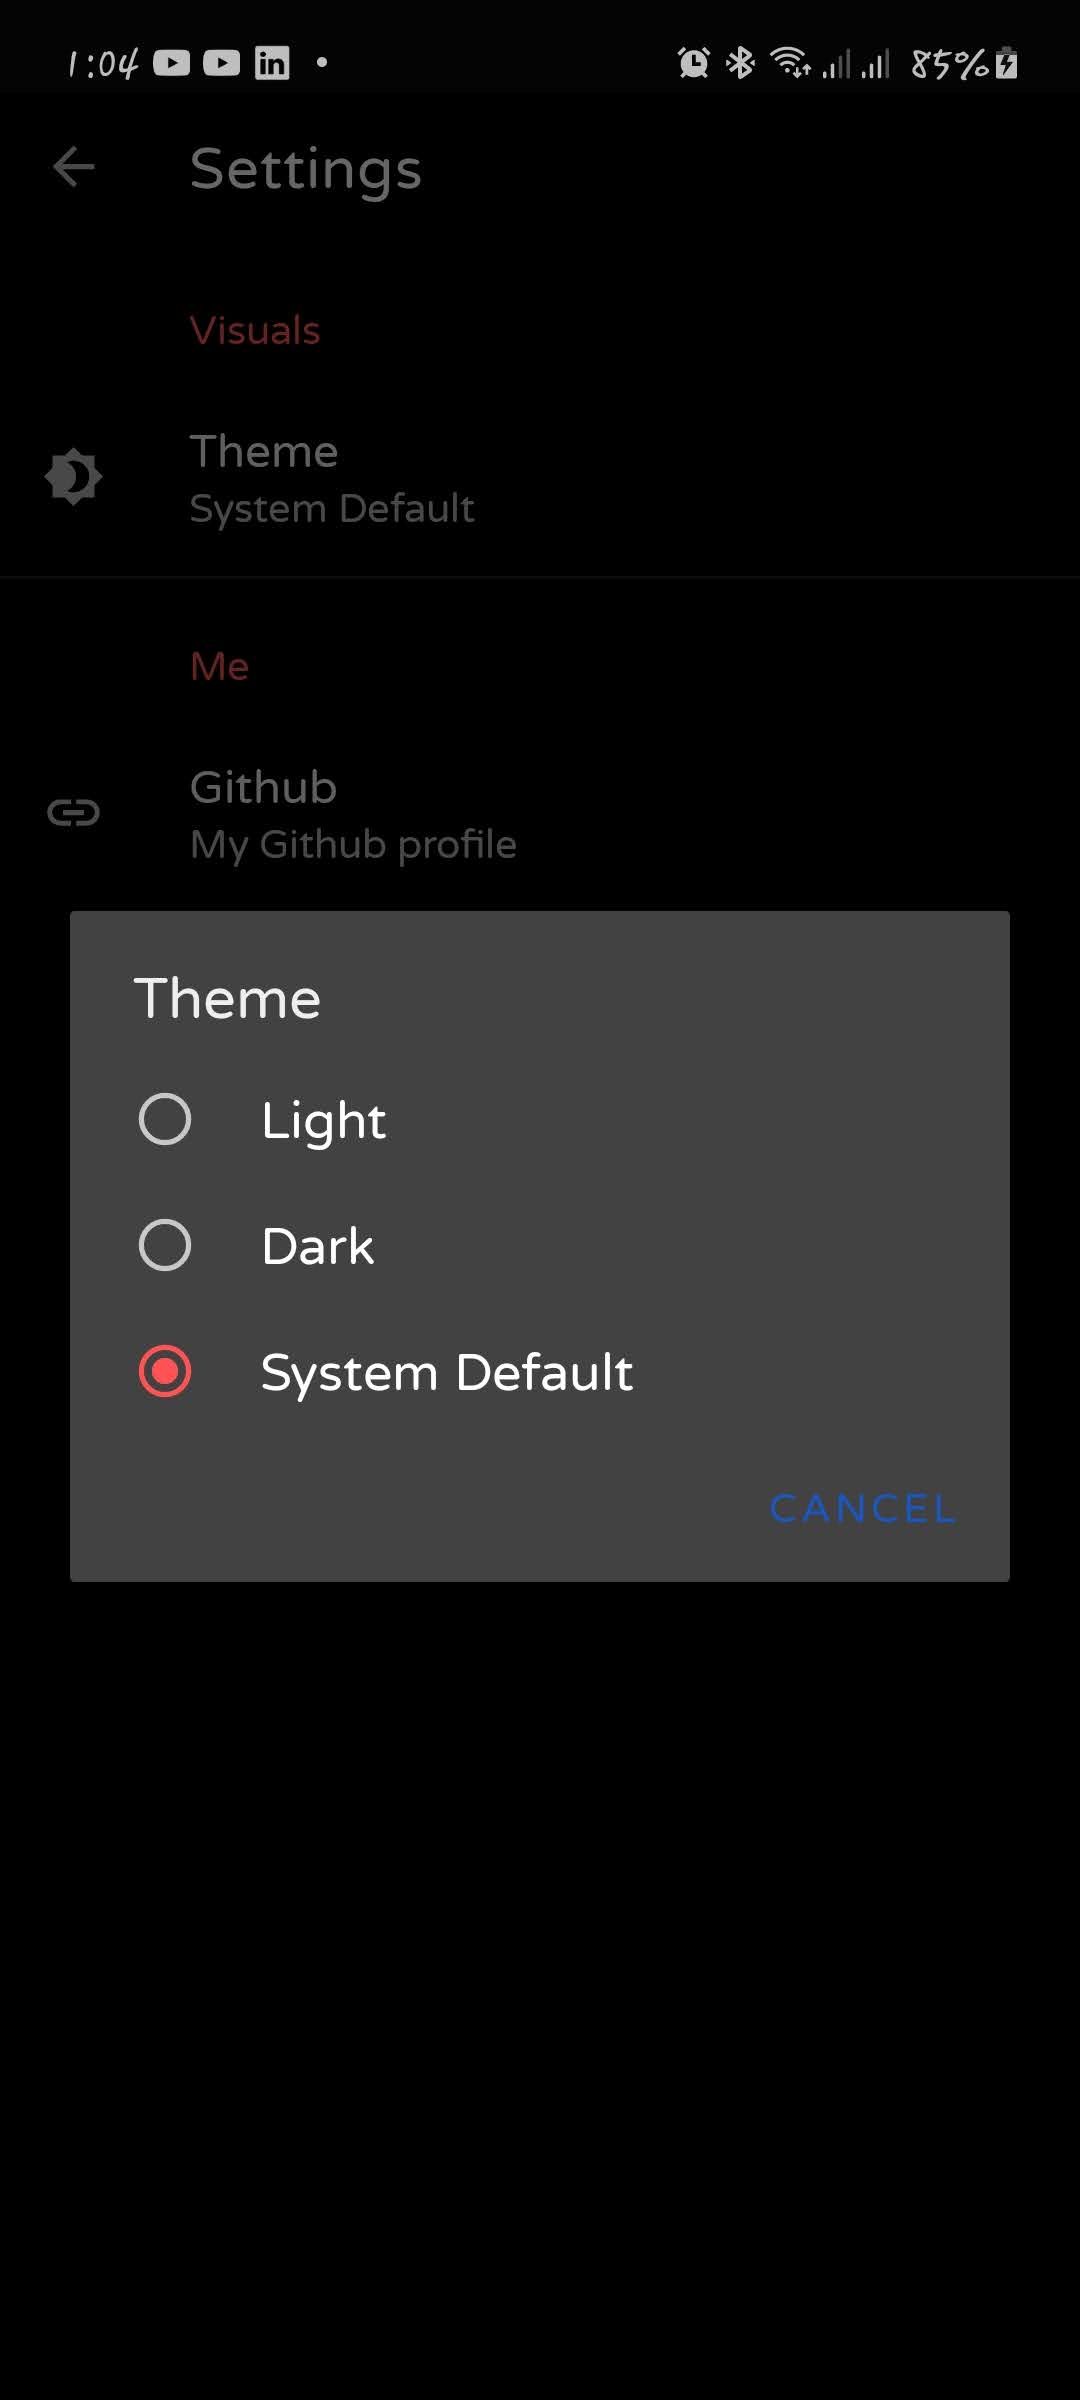 1:04 in 85%
Settings
Visuals
Theme
System Default
Me
Github
My Github profile
Theme
Light
Dark
System Default
CANCEL